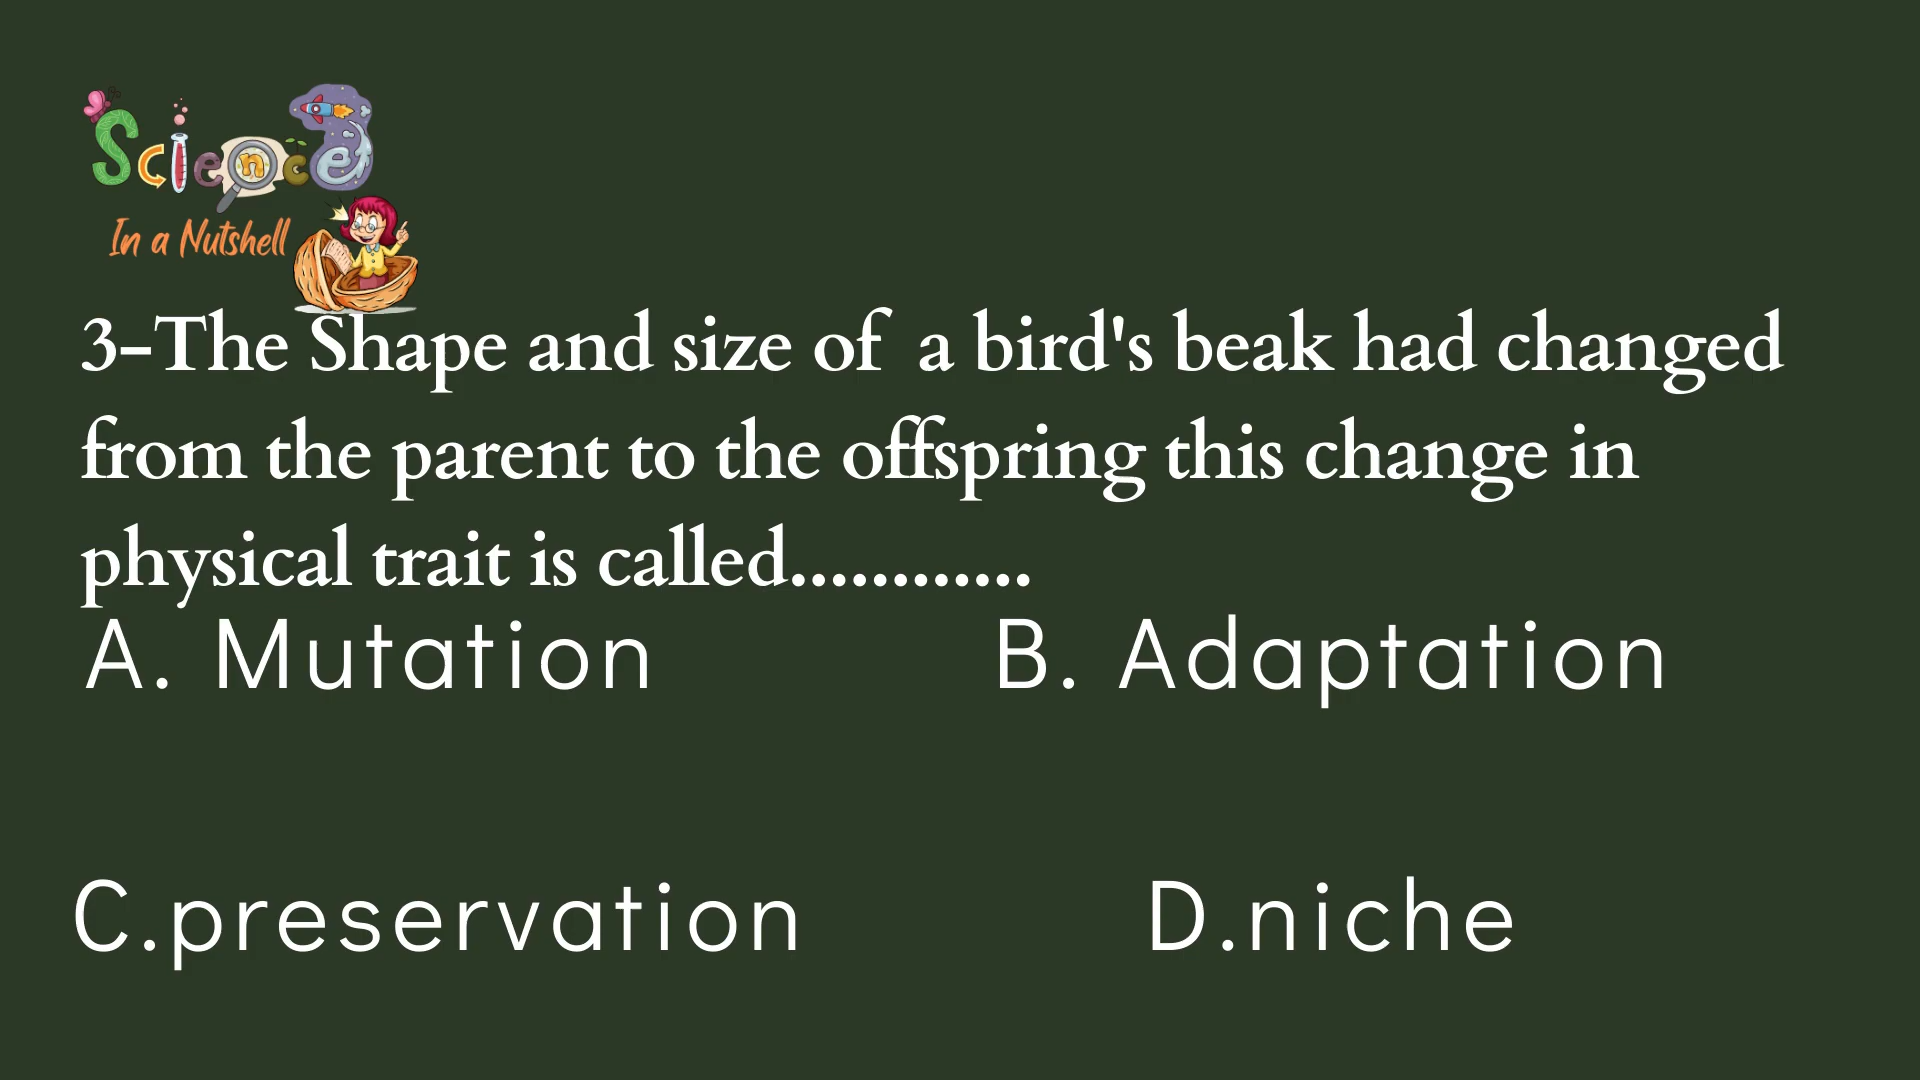 Science
In a Nutshell
3-The Shape and size of a bird's beak had changed
from the parent to the offspring this change in
physical trait is called............
A. Mutation
B. Adaptation
C.preservation
D.niche